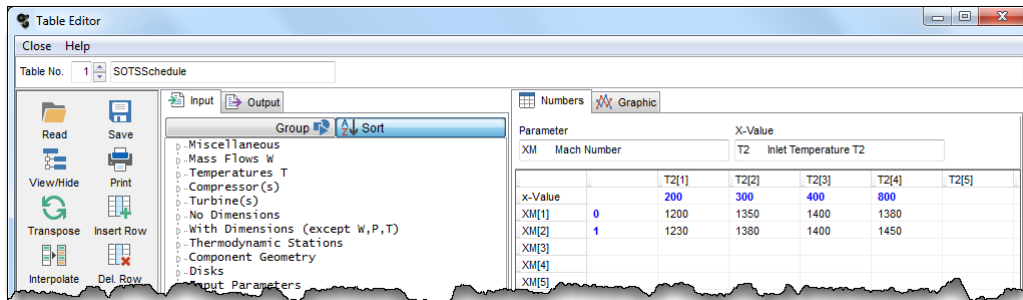 Table Editor
Close Help
Table No. 1 SOTSSchedule
Read Save
View/Hide Print
Transpose Insert Row
Interpolate Del. Row
Input Output
Group Sort
Miscellaneous
Mass Flows W
Temperatures T
Compressor(s)
Turbine(s)
No Dimensions
With Dimensions (except W,P,T)
Thermodynamic Stations
Component Geometry
Disks
Input Parameters
Numbers Graphic
Parameter X-Value
XM Mach Number T2 Inlet Temperature T2
T2[1] T2[2] T2[3] T2[4] T2[5]
x-Value 200 300 400 800
XM[1] 0 1200 1350 1400 1380
XM[2] 1 1230 1380 1400 1450
XM[3]
XM[4]
XM[5]